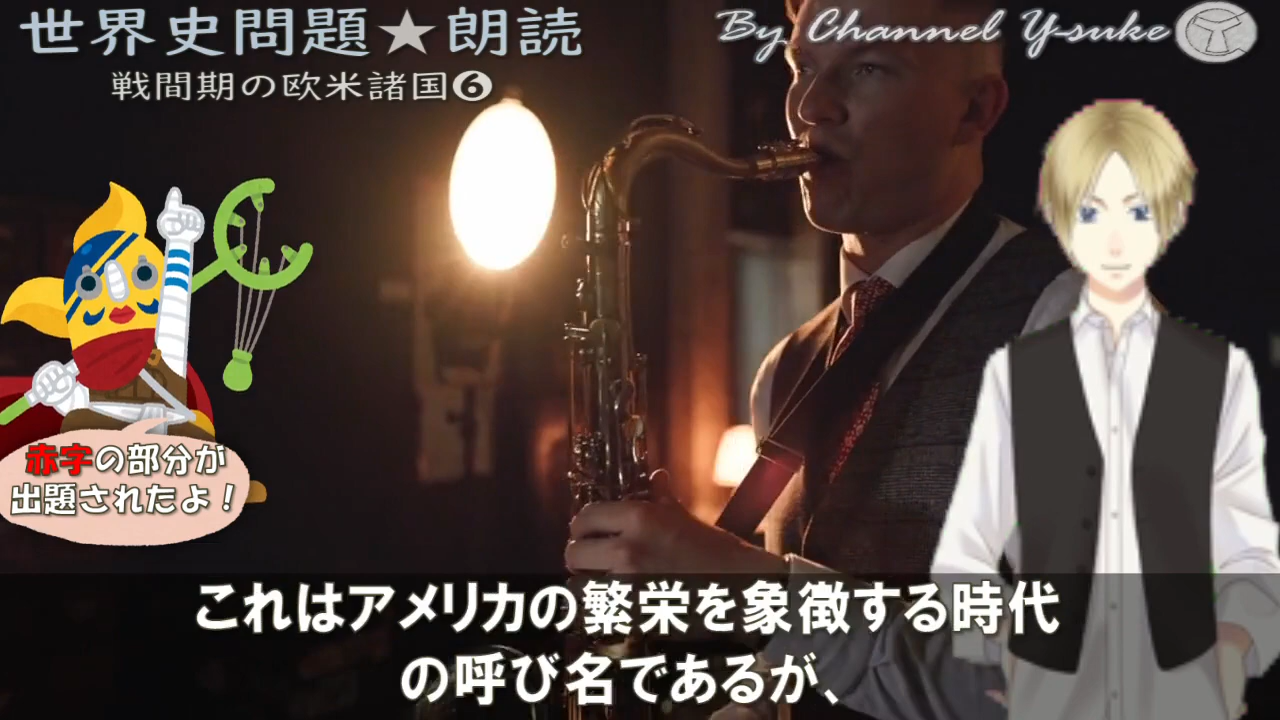 世界史問題★朗読
By Channel Y-suke
戦間期の欧米諸国❻
赤字の部分が
出題されたよ！
これはアメリカの繁栄を象徴する時代
の呼び名であるが、